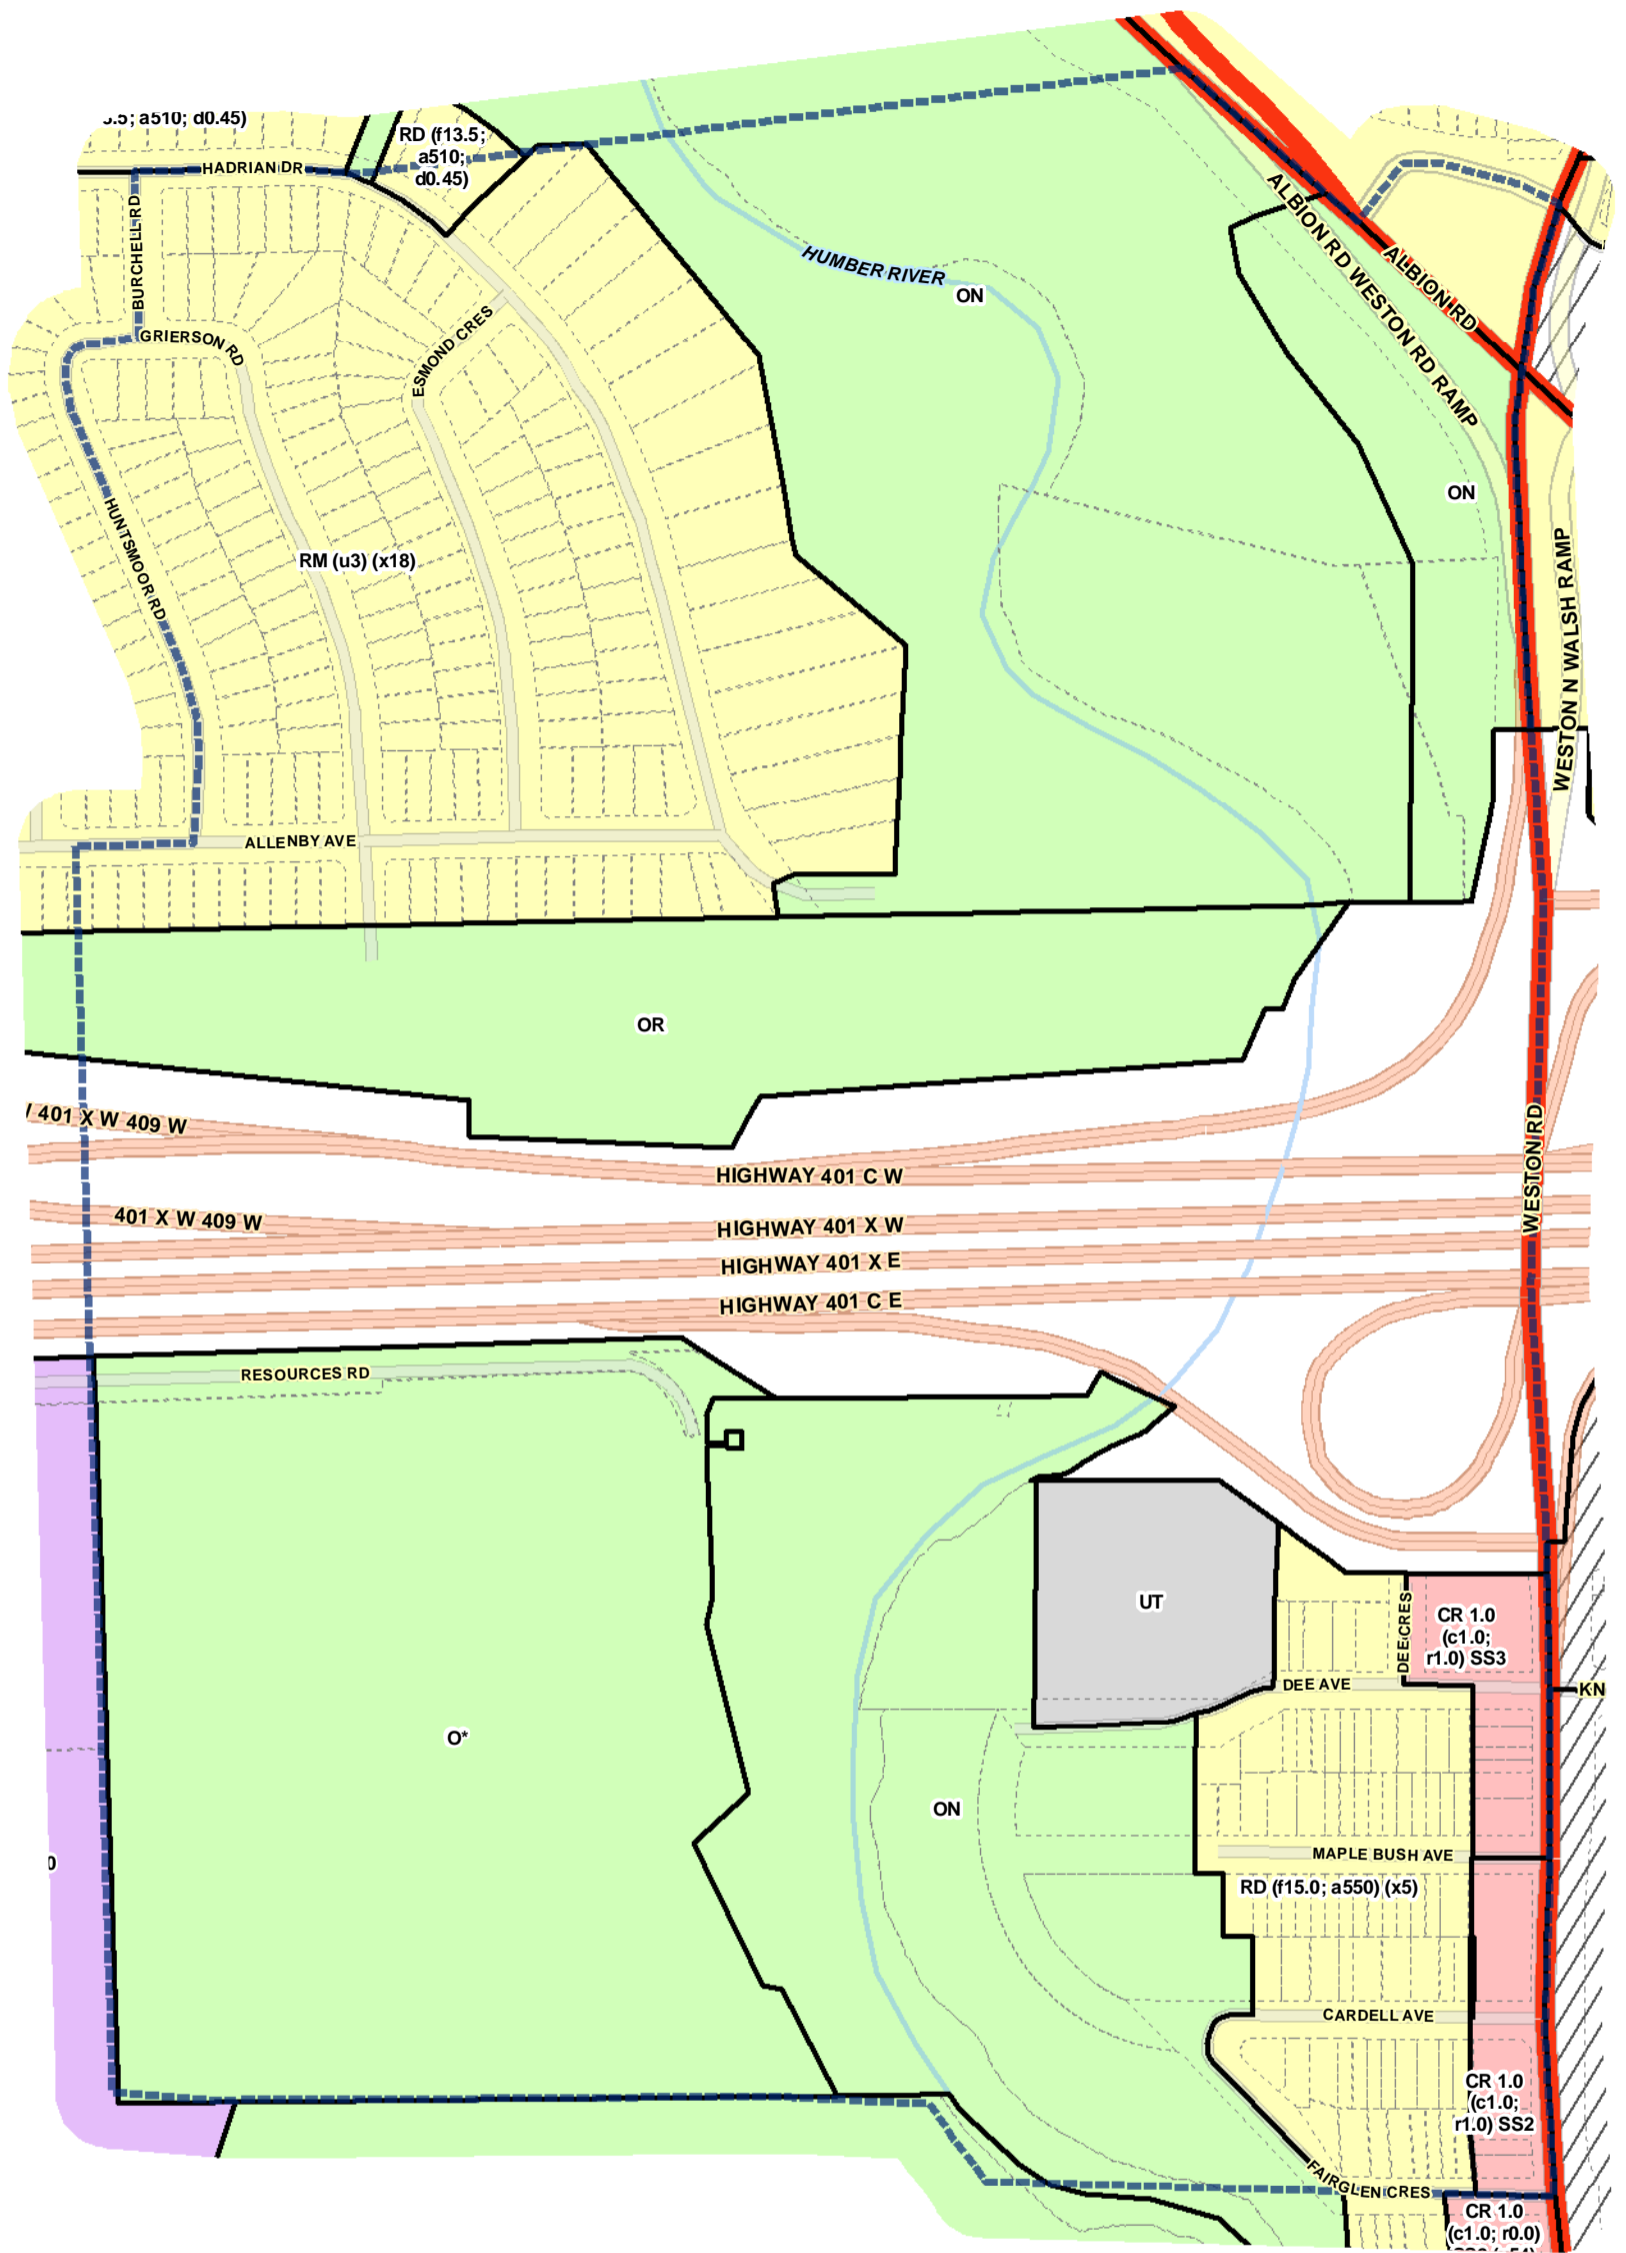 5.5; a510; d0.45)
RD (f13.5;
a510;
d0.45)
HADRIAN DR
BURCHELL RD
GRIERSON RD
ESMOND CRES
HUMBER RIVER
ON
ALBION RD WESTON RD RAMP
ALBION RD
ON
HUNTSMOOR RD
RM (u3) (x18)
WESTON N WALSH RAMP
ALLENBY AVE
OR
401 X W 409 W
HIGHWAY 401 C W
WESTON RD
401 X W 409 W
HIGHWAY 401 X W
HIGHWAY 401 X E
HIGHWAY 401 C E
RESOURCES RD
UT
DEE CRES
CR 1.0
(c1.0;
r1.0) SS3
DEE AVE
KN
O*
ON
0
MAPLE BUSH AVE
RD (f15.0; a550) (x5)
CARDELL AVE
CR 1.0
(c1.0;
r1.0) SS2
FAIRGLEN CRES
CR 1.0
(c1.0; r0.0)